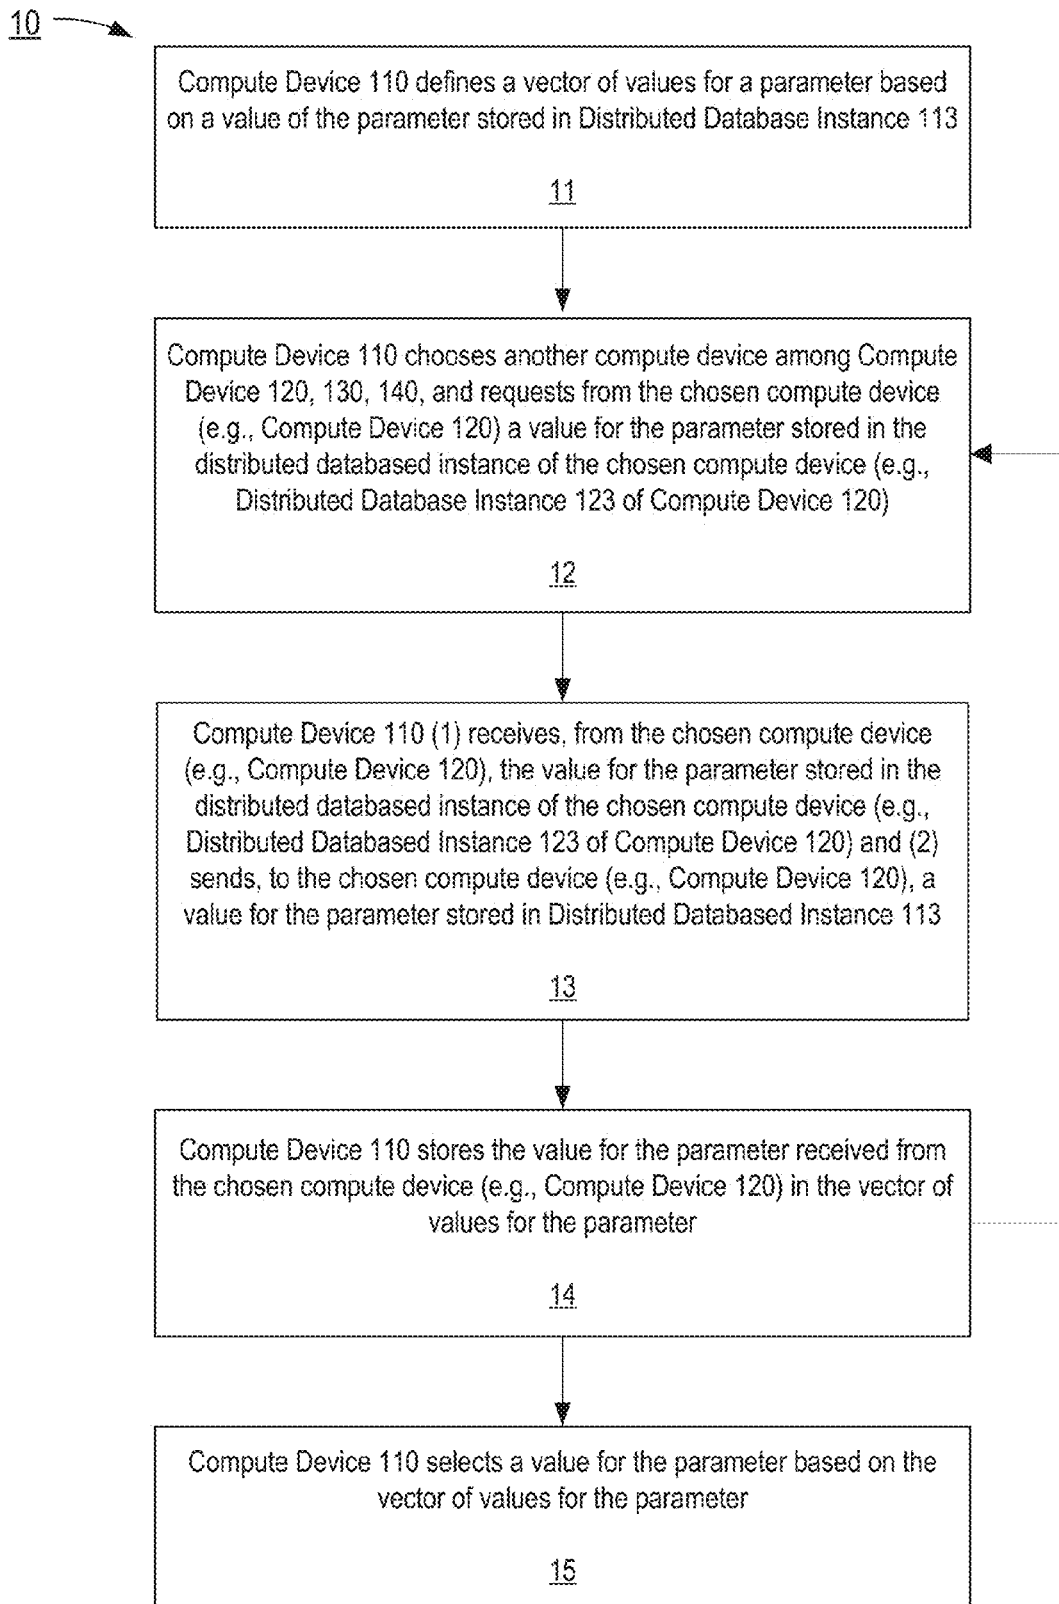 10
Compute Device 110 defines a vector of values for a parameter based
on a value of the parameter stored in Distributed Database Instance 113
11
Compute Device 110 chooses another compute device among Compute
Device 120, 130, 140, and requests from the chosen compute device
(e.g., Compute Device 120) a value for the parameter stored in the
distributed databased instance of the chosen compute device (e.g.,
Distributed Database Instance 123 of Compute Device 120)
12
Compute Device 110 (1) receives, from the chosen compute device
(e.g., Compute Device 120), the value for the parameter stored in the
distributed databased instance of the chosen compute device (e.g.,
Distributed Databased Instance 123 of Compute Device 120) and (2)
sends, to the chosen compute device (e.g., Compute Device 120), a
value for the parameter stored in Distributed Databased Instance 113
13
Compute Device 110 stores the value for the parameter received from
the chosen compute device (e.g., Compute Device 120) in the vector of
values for the parameter
14
Compute Device 110 selects a value for the parameter based on the
vector of values for the parameter
15